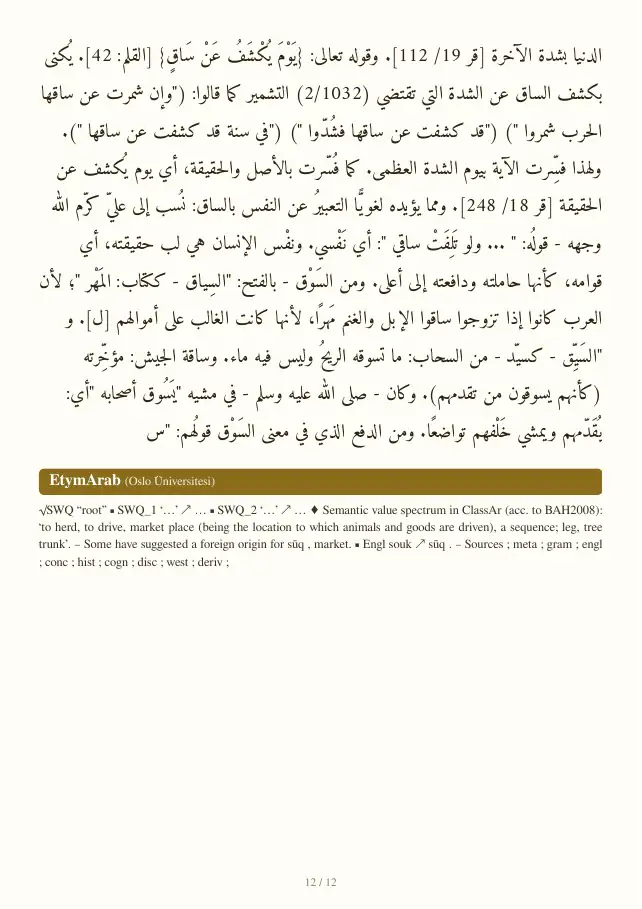 الدنيا بشدة الآخرة [قر 19/ 112]. وقوله تعالى: {يَوْمَ يُكْشَفُ عَنْ سَاقٍ} [القلم: 42]. يُكنى
بكشف الساق عن الشدة التي تقتضي (2/1032) التشمير كما قالوا: ("وإن شمرت عن ساقها
الحرب شمروا ") ("قد كشفت عن ساقها فشُدّوا ") ("في سنة قد كشفت عن ساقها ").
ولهذا فسِّرت الآية بيوم الشدة العظمى. كما فُسِّرت بالأصل والحقيقة، أي يوم يُكشف عن
الحقيقة [قر 18/ 248]. ومما يؤيده لغويًّا التعبيرُ عن النفس بالساق: نُسب إلى عليّ كرّم الله
وجهه - قولُه: " ... ولو تَلِفَتْ ساقي ": أي نَفْسي. ونفْس الإنسان هي لب حقيقته، أي
قوامه، كأنها حاملته ودافعته إلى أعلى. ومن السَوْق - بالفتح: "السِياق - ككتاب: المَهْر "؛ لأن
العرب كانوا إذا تزوجوا ساقوا الإبل والغنم مَهرًا، لأنها كانت الغالب على أموالهم [ل]. و
"السَيِّق - كسيّد - من السحاب: ما تسوقه الريحُ وليس فيه ماء. وساقة الجيش: مؤخِّرته
(كأنهم يسوقون من تقدمهم). وكان - صلى الله عليه وسلم - في مشيه "يَسُوق أصحابه "أي:
يُقَدّمهم ويمشي خَلْفهم تواضعًا. ومن الدفع الذي في معنى السَوْق قولُهم: "س
EtymArab (Oslo Üniversitesi)
√SWQ “root” ▪ SWQ_1 ‘…’ ↗ … ▪ SWQ_2 ‘…’ ↗ … ♦ Semantic value spectrum in ClassAr (acc. to BAH2008):
‘to herd, to drive, market place (being the location to which animals and goods are driven), a sequence; leg, tree
trunk’. – Some have suggested a foreign origin for sūq , market. ▪ Engl souk ↗ sūq . – Sources ; meta ; gram ; engl
; conc ; hist ; cogn ; disc ; west ; deriv ;
12 / 12